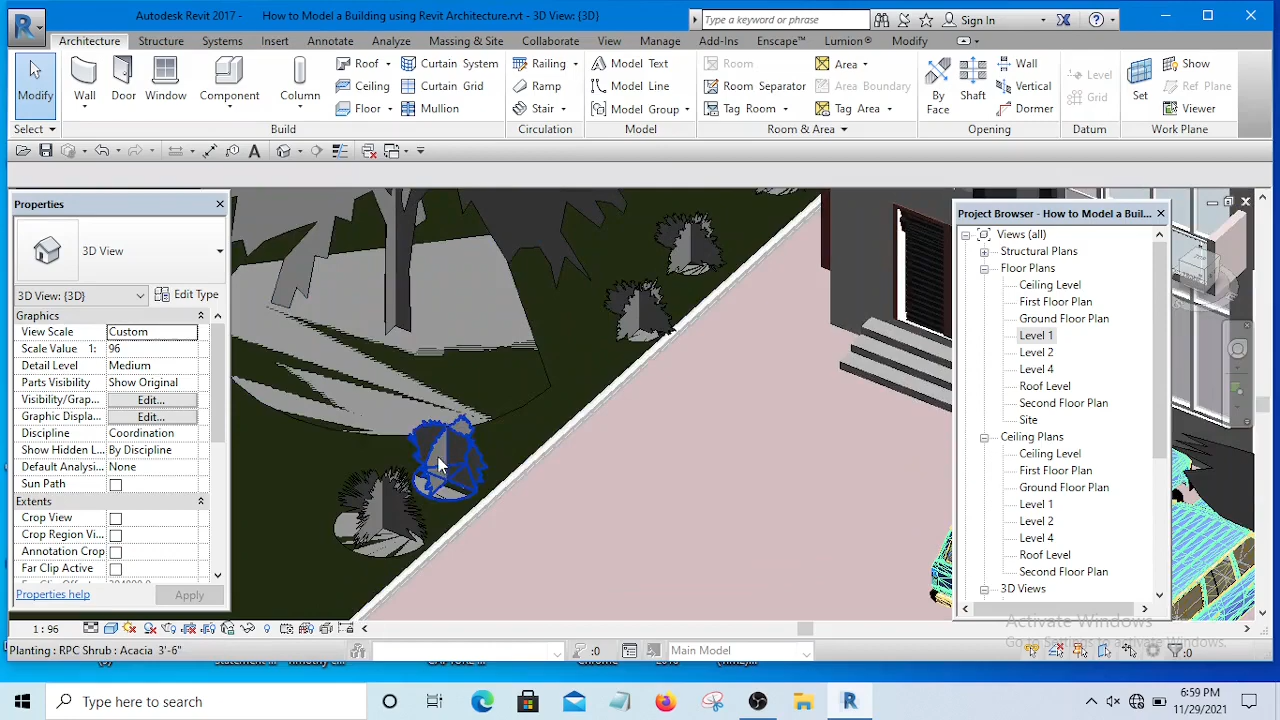 Autodesk Revit 2017 - How to Model a Building using Revit Architecture.rvt - 3D View: {3D}
Type a keyword or phrase
Sign In
Architecture Structure Systems Insert Annotate Analyze Massing & Site Collaborate View Manage Add-Ins Enscape™ Lumion® Modify
Modify Wall Door Window Component Column
Roof
Ceiling
Floor
Curtain System
Curtain Grid
Mullion
Railing
Ramp
Stair
Model Text
Model Line
Model Group
Room
Room Separator
Tag Room
Area
Area Boundary
Tag Area
By Face
Shaft
Wall
Vertical
Dormer
Level
Grid
Set
Show
Ref Plane
Viewer
Select Build Circulation Model Room & Area Opening Datum Work Plane
Properties
3D View
3D View: {3D} Edit Type
Graphics
View Scale Custom
Scale Value 1: 96
Detail Level Medium
Parts Visibility Show Original
Visibility/Grap... Edit...
Graphic Displa... Edit...
Discipline Coordination
Show Hidden L... By Discipline
Default Analysi... None
Sun Path
Extents
Crop View
Crop Region Vi...
Annotation Crop
Far Clip Active
Properties help Apply
Project Browser - How to Model a Buil...
Views (all)
Structural Plans
Floor Plans
Ceiling Level
First Floor Plan
Ground Floor Plan
Level 1
Level 2
Level 4
Roof Level
Second Floor Plan
Site
Ceiling Plans
Ceiling Level
First Floor Plan
Ground Floor Plan
Level 1
Level 2
Level 4
Roof Level
Second Floor Plan
3D Views
Activate Windows
Go to Settings to activate Windows.
1 : 96
Planting : RPC Shrub : Acacia 3'-6"
:0
Main Model
:0
Type here to search
6:59 PM
11/29/2021